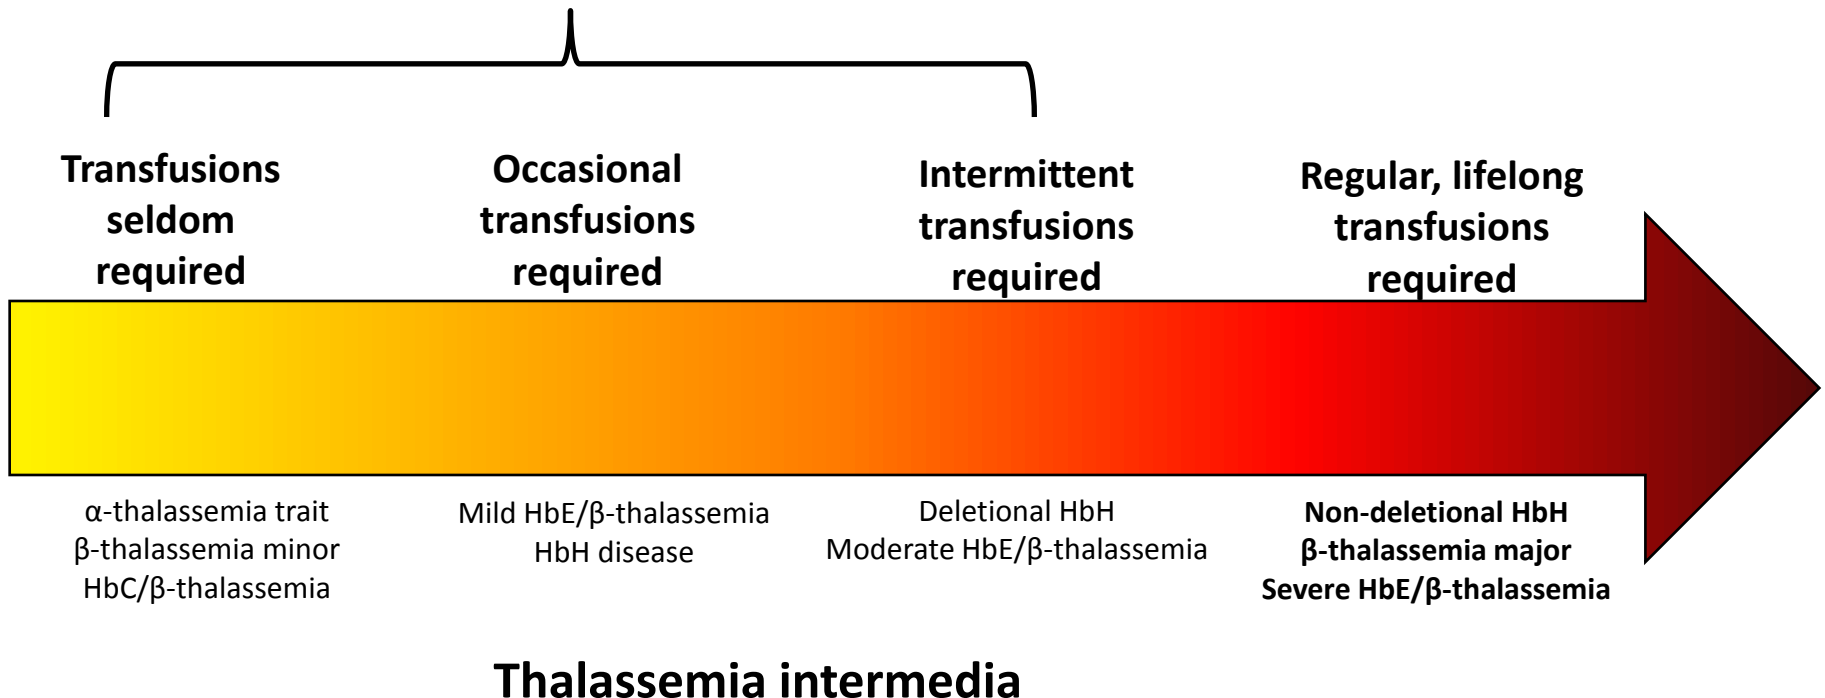 Transfusions
seldom
required
Occasional
transfusions
required
Intermittent
transfusions
required
Regular, lifelong
transfusions
required
α-thalassemia trait
β-thalassemia minor
HbC/β-thalassemia
Mild HbE/β-thalassemia
HbH disease
Deletional HbH
Moderate HbE/β-thalassemia
Non-deletional HbH
β-thalassemia major
Severe HbE/β-thalassemia
Thalassemia intermedia